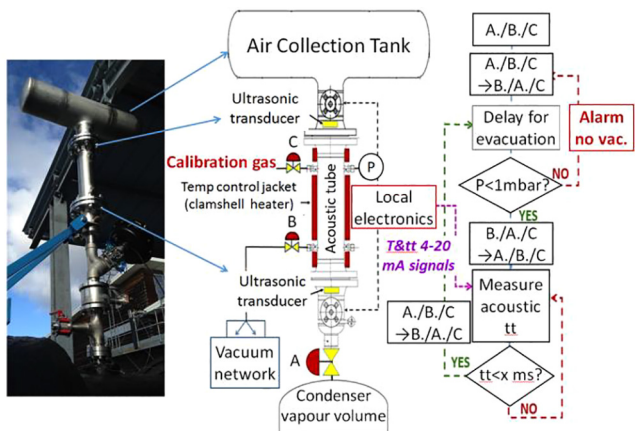 Air Collection Tank
Ultrasonic
transducer
C
Calibration gas
P
Temp control jacket
(clamshell heater)
Acoustic tube
B
Local
electronics
T&tt 4-20
mA signals
Ultrasonic
transducer
Vacuum
network
A
Condenser
vapour volume
A./B./C
A./B./C
→B./A./C
Delay for
evacuation
Alarm
no vac.
P<1mbar?
NO
YES
B./A./C
→A./B./C
Measure
acoustic
tt
A./B./C
→B./A./C
YES
tt<x ms?
NO